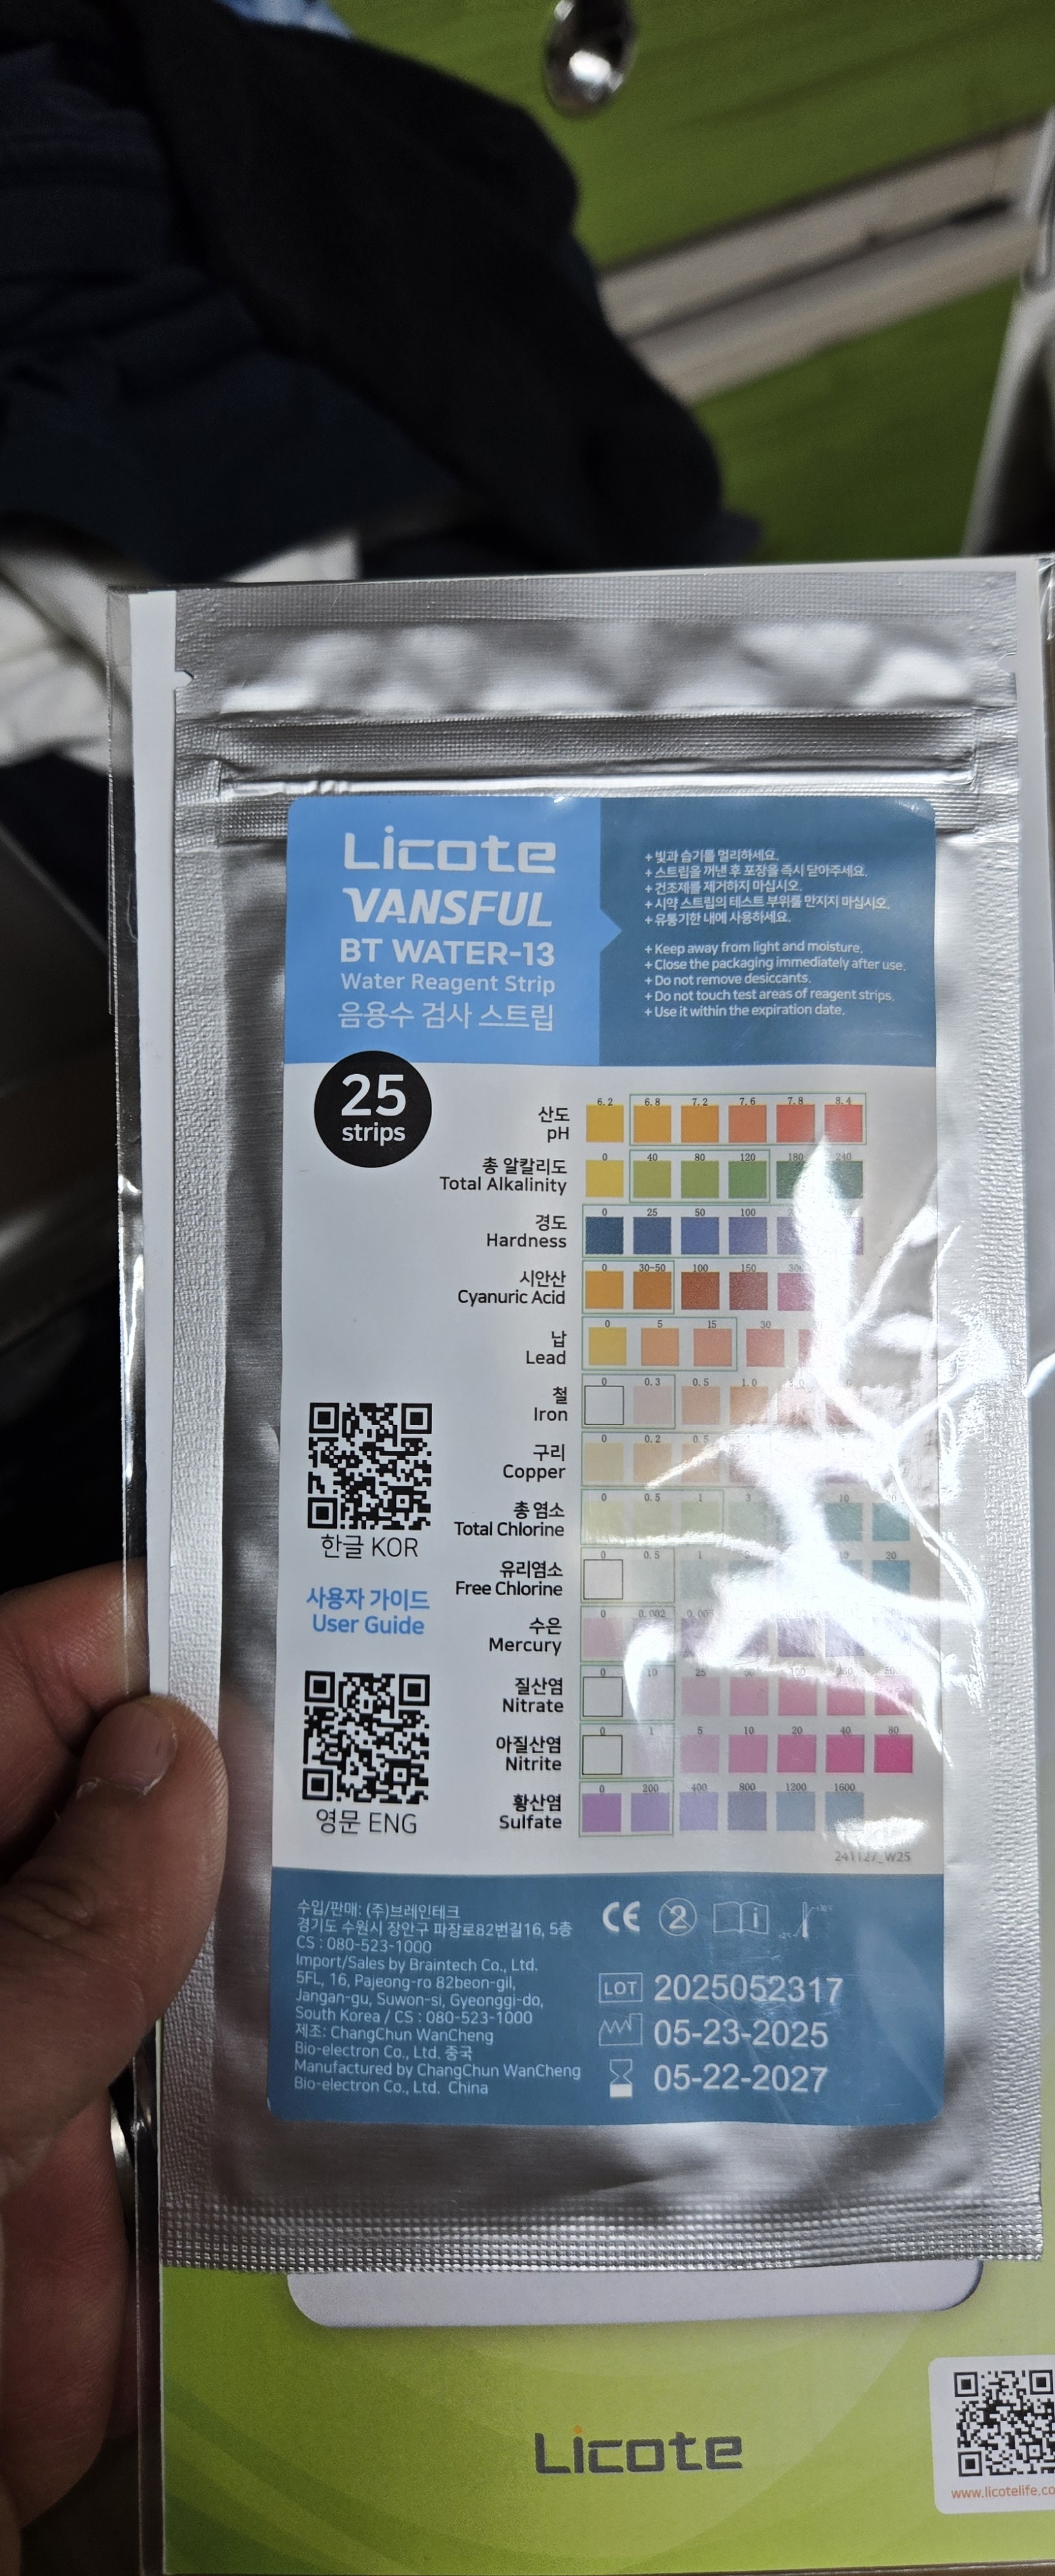 Licote
VANSFUL
BT WATER-13
Water Reagent Strip
음용수 검사 스트립
+ 빛과 습기를 멀리하세요.
+ 스트립을 꺼낸 후 포장을 즉시 닫아주세요.
+ 건조제를 제거하지 마십시오.
+ 시약 스트립의 테스트 부위를 만지지 마십시오.
+ 유통기한 내에 사용하세요.
+ Keep away from light and moisture.
+ Close the packaging immediately after use.
+ Do not remove desiccants.
+ Do not touch test areas of reagent strips.
+ Use it within the expiration date.
25
strips
산도
pH
6.2 6.8 7.2 7.6 7.8 8.4
총 알칼리도
Total Alkalinity
0 40 80 120 180 240
경도
Hardness
0 25 50 100
시안산
Cyanuric Acid
0 30-50 100 150
납
Lead
0 5 15 30
철
Iron
0 0.3 0.5 1.0
구리
Copper
0 0.2 0.5
총 염소
Total Chlorine
0 0.5 1 3 10 20
유리염소
Free Chlorine
0 0.5 1 10 20
수은
Mercury
0 0.002
질산염
Nitrate
0 10 25
아질산염
Nitrite
0 1 5 10 20 40 80
황산염
Sulfate
0 200 400 800 1200 1600
241127_W25
한글 KOR
사용자 가이드
User Guide
영문 ENG
수입/판매: (주)브레인테크
경기도 수원시 장안구 파장로82번길16, 5층
CS : 080-523-1000
Import/Sales by Braintech Co., Ltd.
5FL, 16, Pajeong-ro 82beon-gil,
Jangan-gu, Suwon-si, Gyeonggi-do,
South Korea / CS : 080-523-1000
제조: ChangChun WanCheng
Bio-electron Co., Ltd. 중국
Manufactured by ChangChun WanCheng
Bio-electron Co., Ltd. China
CE 2 i
LOT 2025052317
05-23-2025
05-22-2027
Licote
www.licotelife.co